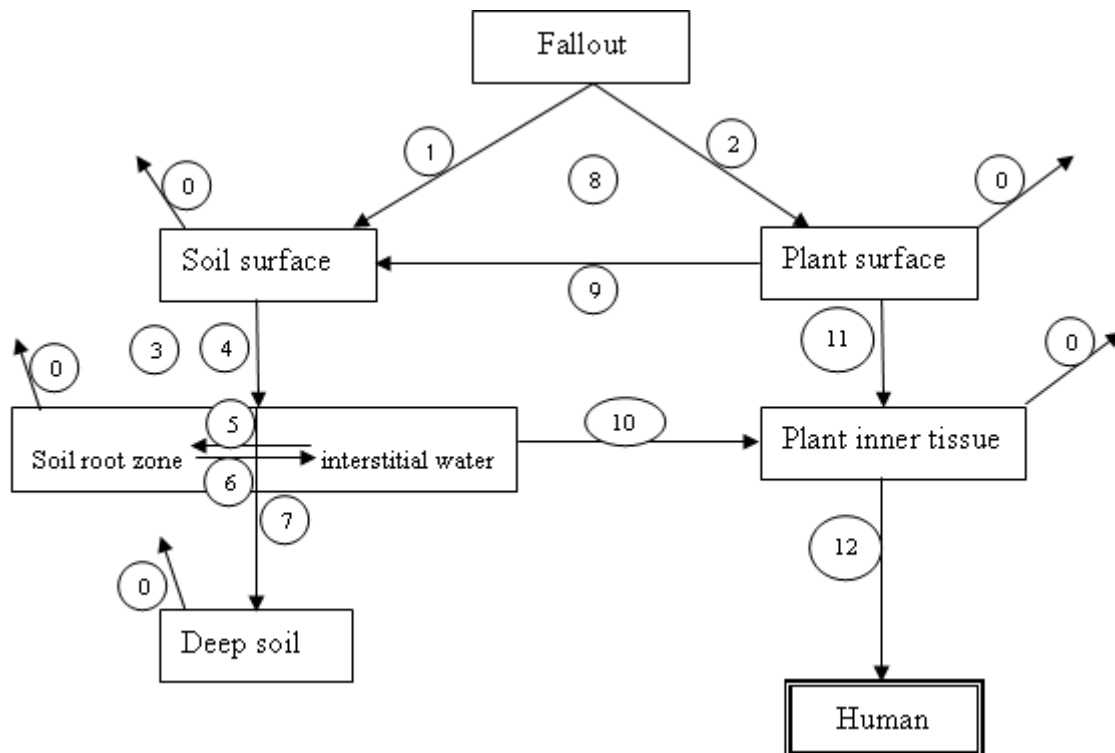 Fallout
1
2
0
8
0
Soil surface
Plant surface
9
3
4
11
0
0
5
10
Plant inner tissue
Soil root zone
interstitial water
6
7
12
0
Deep soil
Human